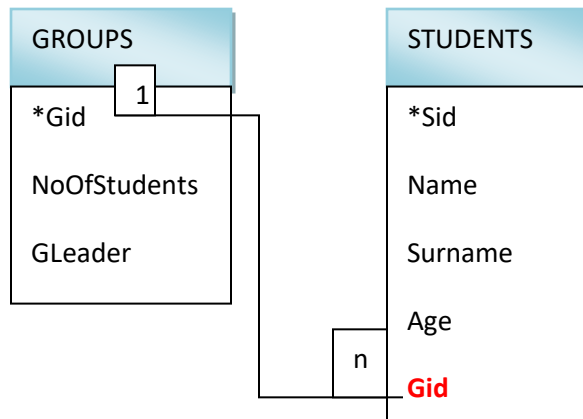 GROUPS
1
*Gid
NoOfStudents
GLeader
STUDENTS
*Sid
Name
Surname
Age
n
Gid